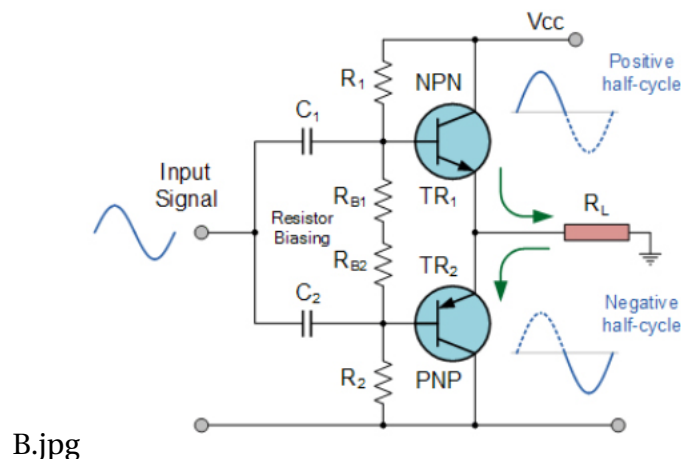 Vcc
Positive
half-cycle
R1
NPN
C1
Input
Signal
RB1
TR1
RL
Resistor
Biasing
RB2
TR2
C2
Negative
half-cycle
R2
PNP
B.jpg